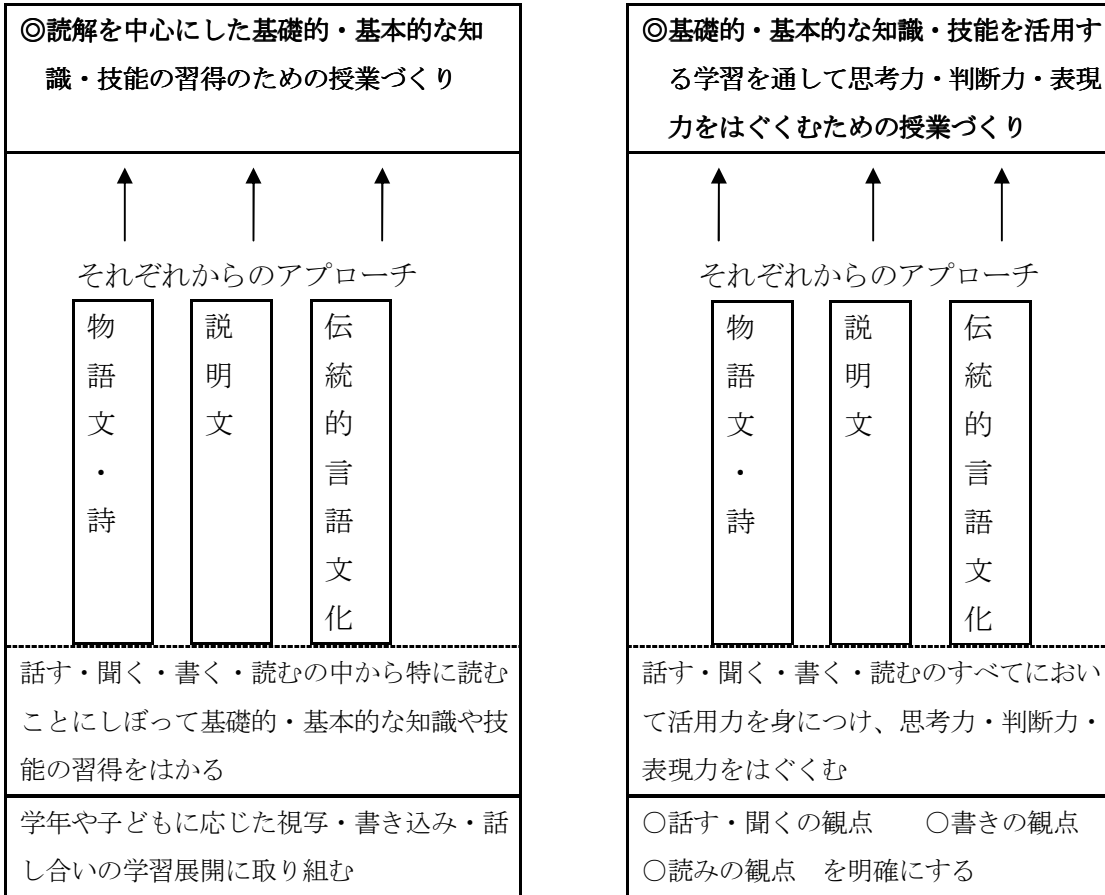 ◎読解を中心にした基礎的・基本的な知
識・技能の習得のための授業づくり
それぞれからのアプローチ
物語文・詩
説明文
伝統的言語文化
話す・聞く・書く・読むの中から特に読む
ことにしぼって基礎的・基本的な知識や技
能の習得をはかる
学年や子どもに応じた視写・書き込み・話
し合いの学習展開に取り組む
◎基礎的・基本的な知識・技能を活用す
る学習を通して思考力・判断力・表現
力をはぐくむための授業づくり
それぞれからのアプローチ
物語文・詩
説明文
伝統的言語文化
話す・聞く・書く・読むのすべてにおい
て活用力を身につけ、思考力・判断力・
表現力をはぐくむ
○話す・聞くの観点　　○書きの観点
○読みの観点　を明確にする